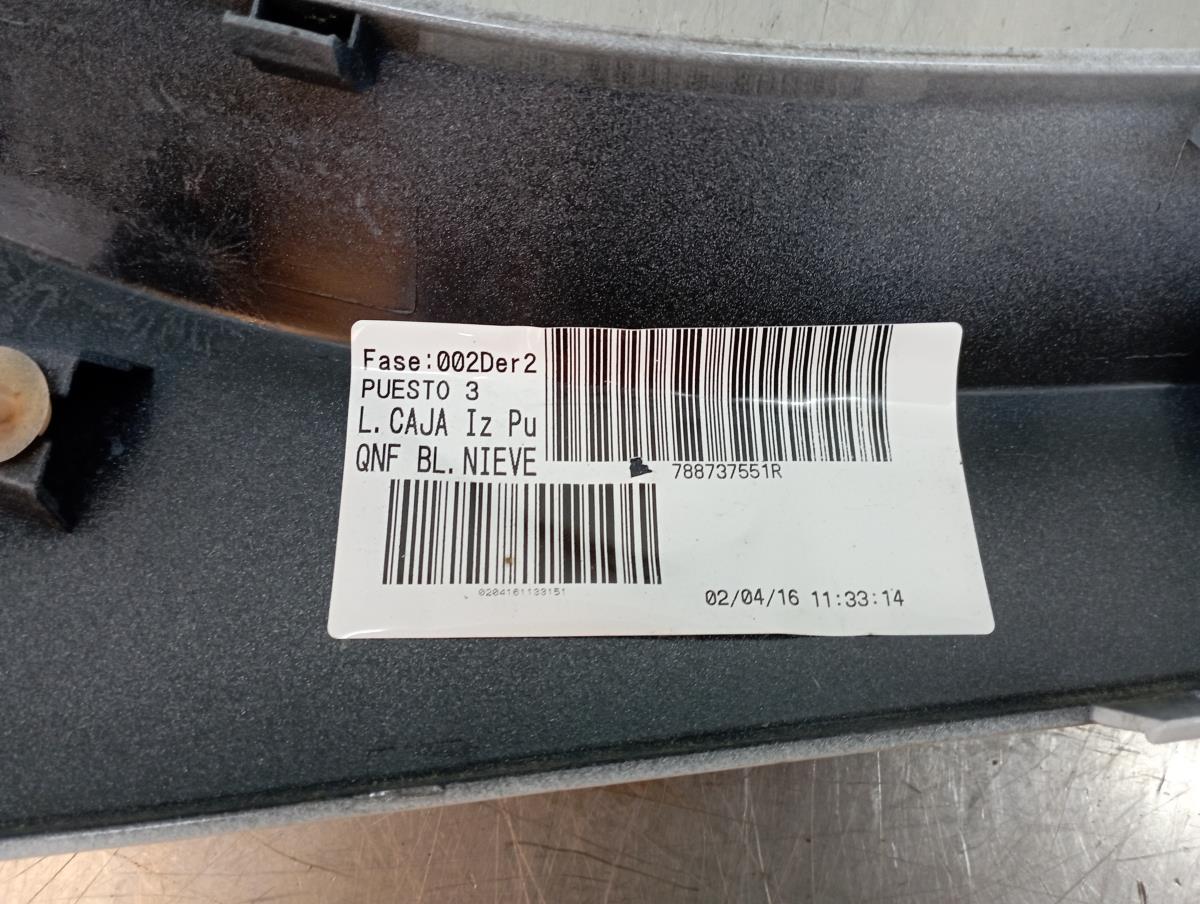 Fase:002Der2
PUESTO 3
L.CAJA Iz Pu
QNF BL.NIEVE
788737551R
0204161133151
02/04/16 11:33:14